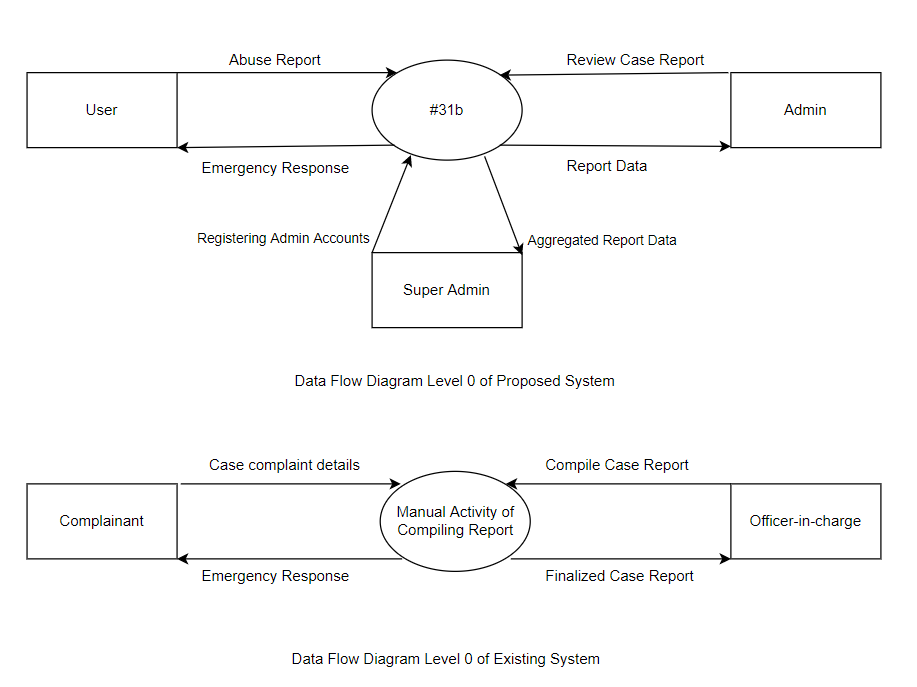 Abuse Report
Review Case Report
User
#31b
Admin
Emergency Response
Report Data
Registering Admin Accounts
Aggregated Report Data
Super Admin
Data Flow Diagram Level 0 of Proposed System
Case complaint details
Compile Case Report
Complainant
Manual Activity of
Compiling Report
Officer-in-charge
Emergency Response
Finalized Case Report
Data Flow Diagram Level 0 of Existing System